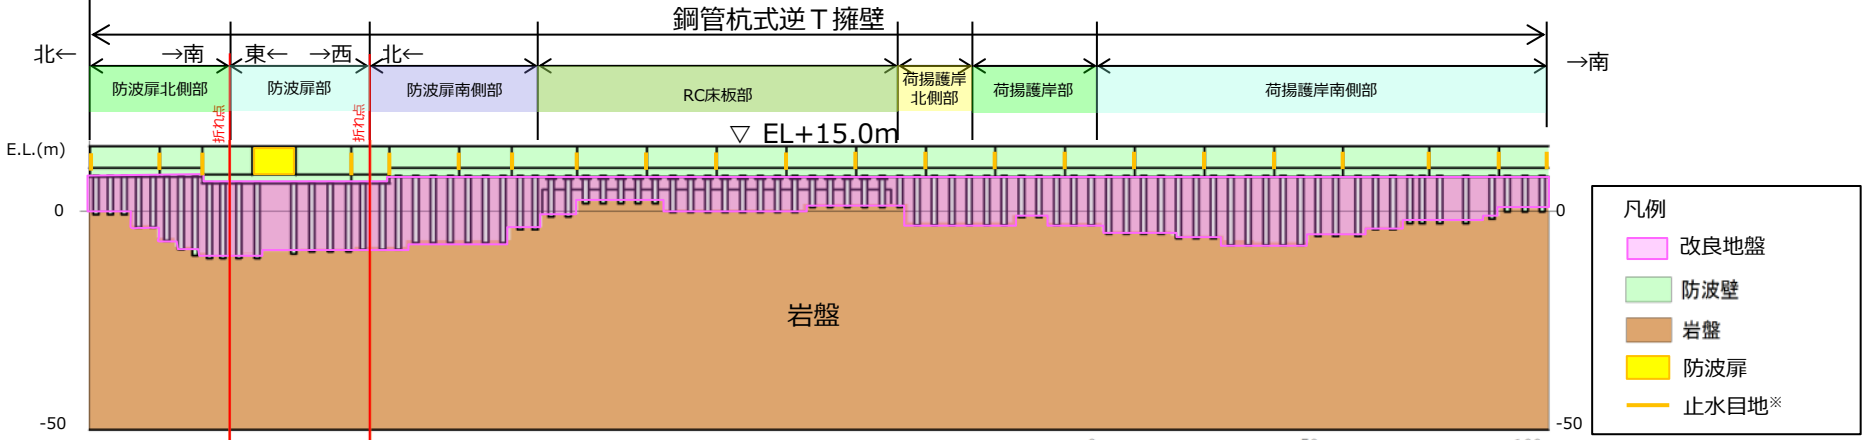 鋼管杭式逆T擁壁
北← →南 東← →西 北← →南
防波扉北側部 防波扉部 防波扉南側部 RC床板部 荷揚護岸北側部 荷揚護岸部 荷揚護岸南側部
折れ点 折れ点
▽ EL+15.0m
E.L.(m)
0 0
岩盤
-50 -50
凡例
改良地盤
防波壁
岩盤
防波扉
止水目地※